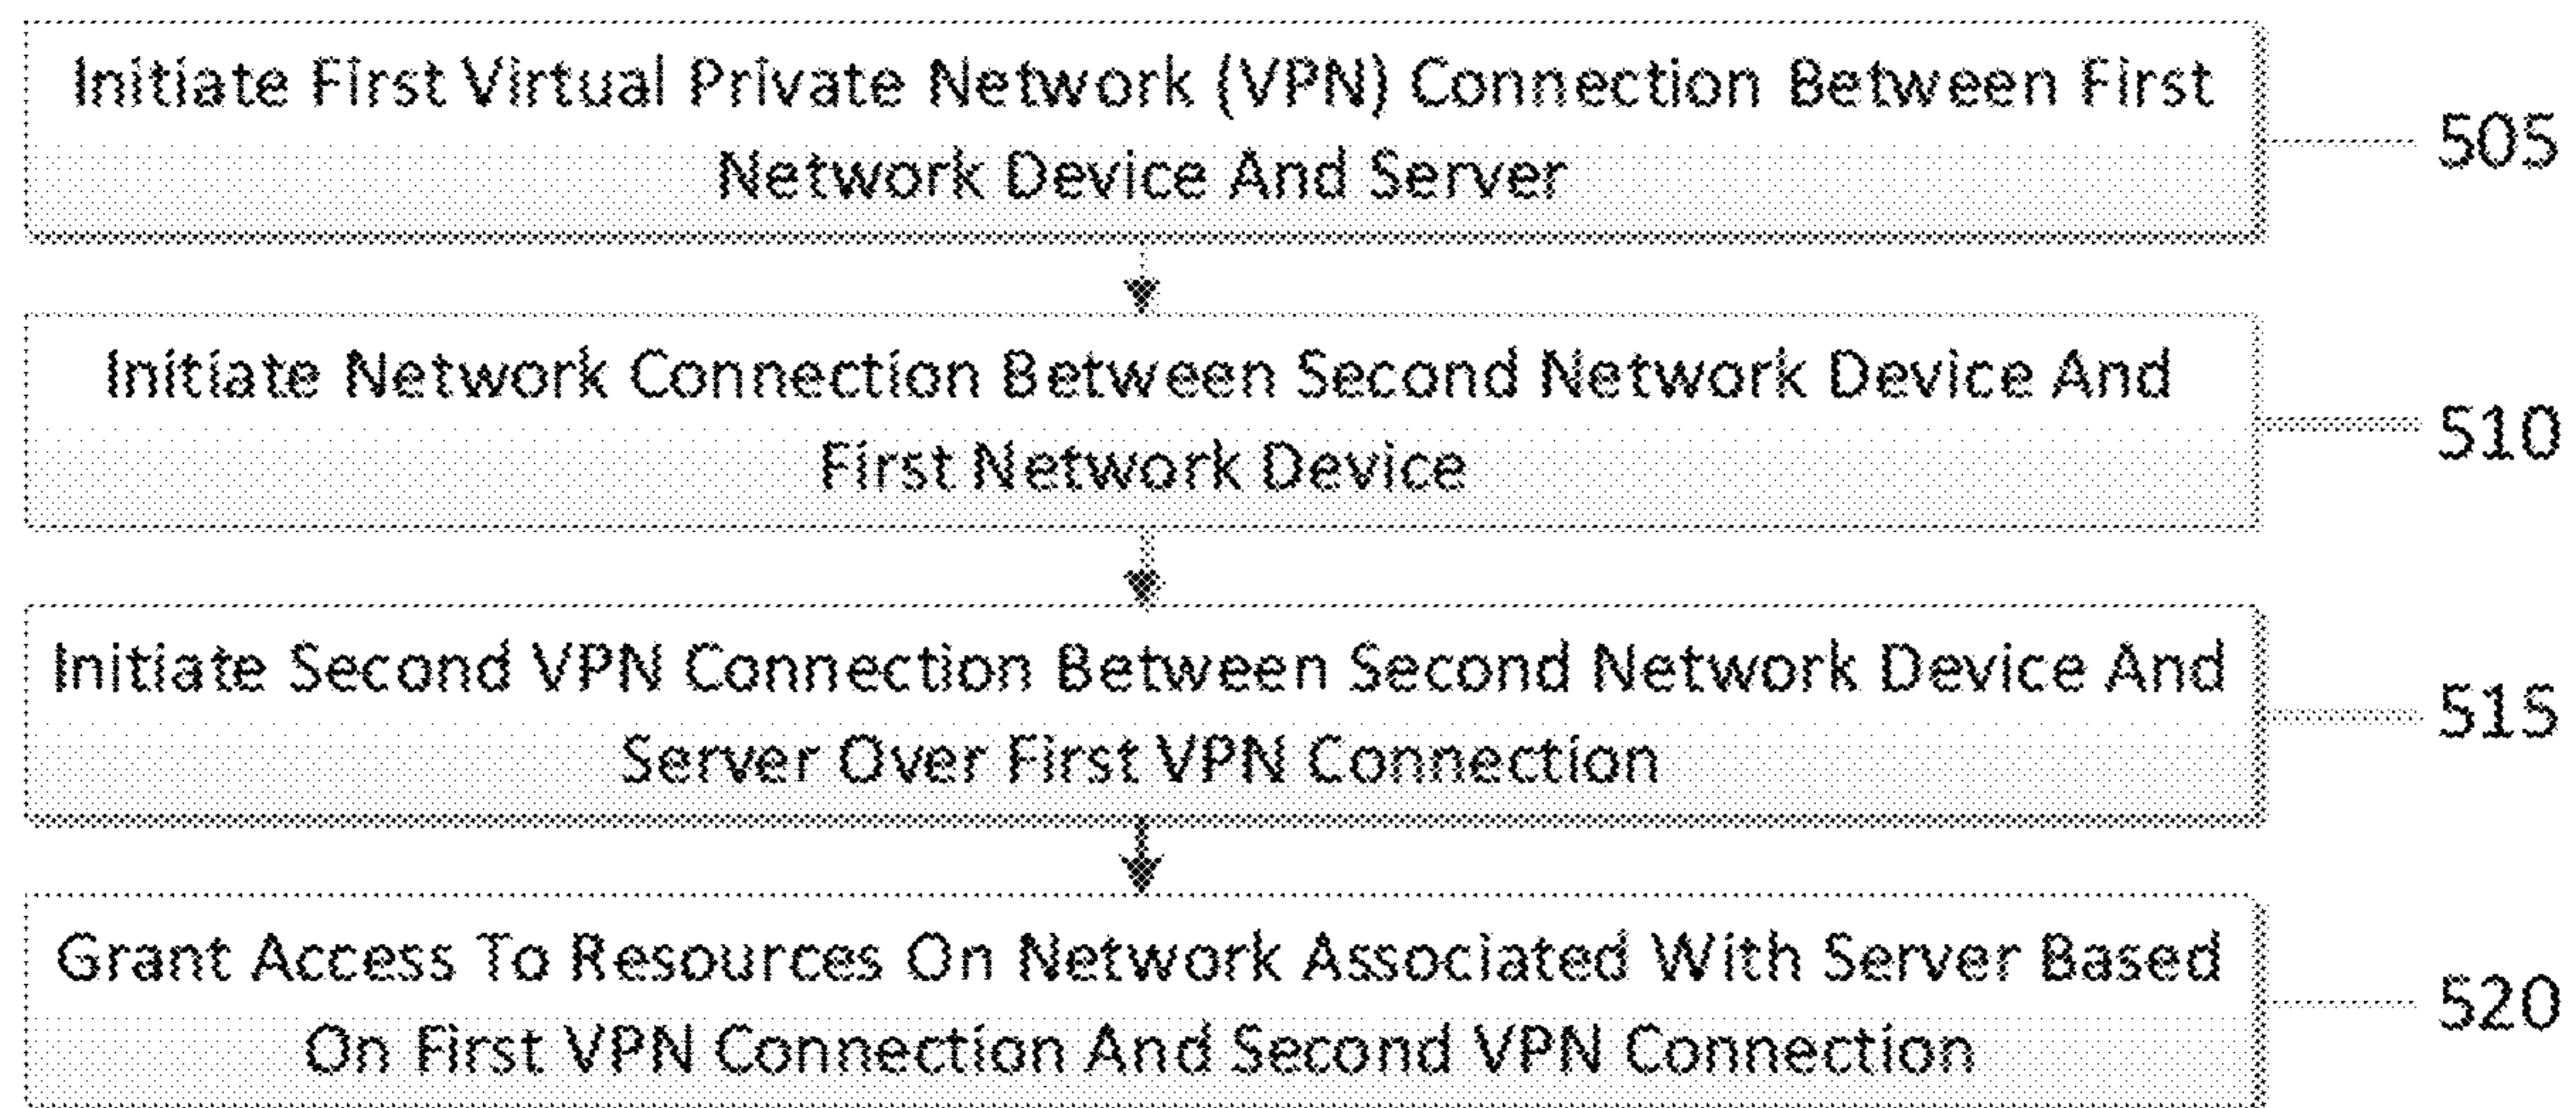 Initiate First Virtual Private Network (VPN) Connection Between First
Network Device And Server
505
Initiate Network Connection Between Second Network Device And
First Network Device
510
Initiate Second VPN Connection Between Second Network Device And
Server Over First VPN Connection
515
Grant Access To Resources On Network Associated With Server Based
On First VPN Connection And Second VPN Connection
520